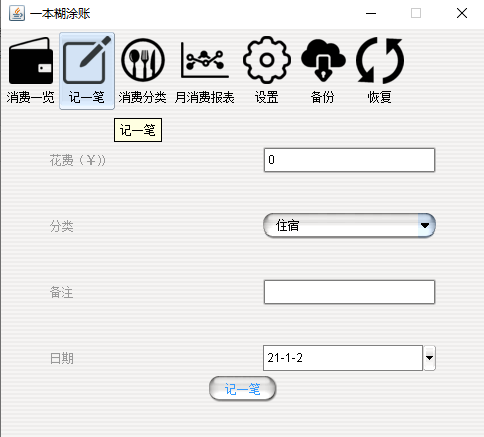 一本糊涂账
消费一览 记一笔 消费分类 月消费报表 设置 备份 恢复
记一笔
花费（￥)) 0
分类 住宿
备注
日期 21-1-2
记一笔